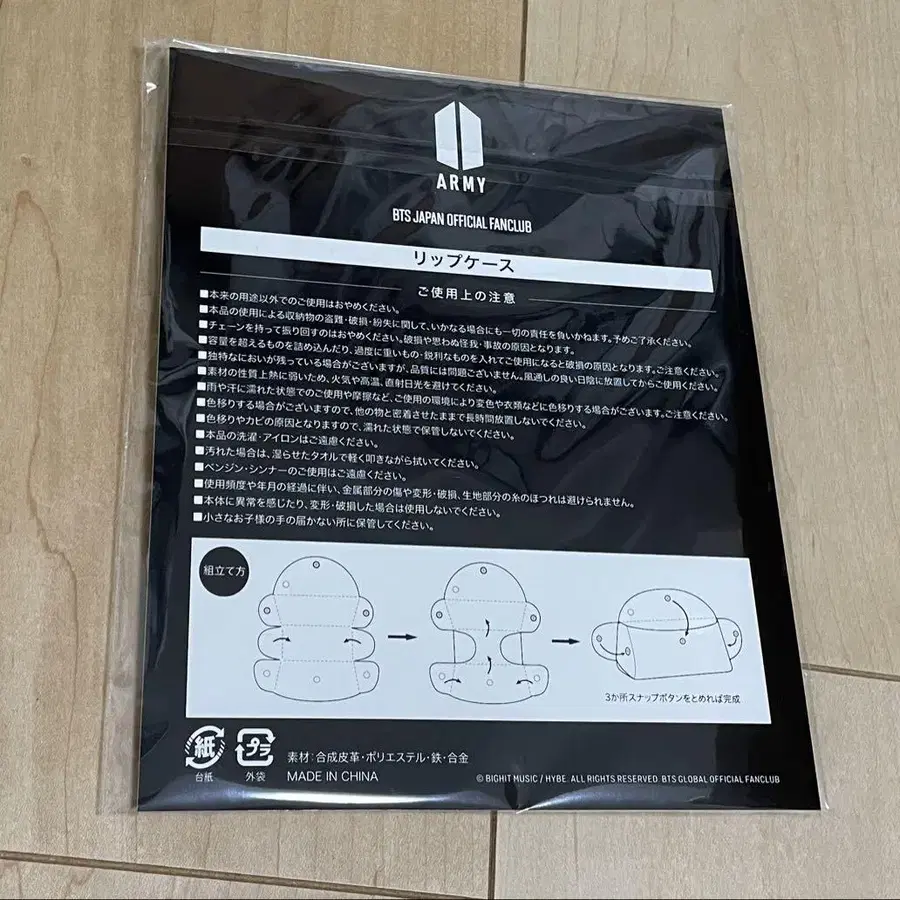 ARMY
BTS JAPAN OFFICIAL FANCLUB
リップケース
ご使用上の注意
■本来の用途以外でのご使用はおやめください。
■本品の使用による収納物の盗難・破損・紛失に関して、いかなる場合にも一切の責任を負いかねます。予めご了承ください。
■チェーンを持って振り回すのはおやめください。破損や思わぬ怪我・事故の原因となります。
■容量を超えるものを詰め込んだり、過度に重いもの・鋭利なものを入れてご使用になると破損の原因となります。ご注意ください。
■独特なにおいが残っている場合がございますが、品質には問題ございません。風通しの良い日陰に放置してからご使用ください。
■素材の性質上熱に弱いため、火気や高温、直射日光を避けてください。
■雨や汗に濡れた状態でのご使用や摩擦など、ご使用の環境により変色や衣類などに色移りする場合がございます。ご注意ください。
■色移りする場合がございますので、他の物と密着させたままで長時間放置しないでください。
■色移りやカビの原因となりますので、濡れた状態で保管しないでください。
■本品の洗濯・アイロンはご遠慮ください。
■汚れた場合は、湿らせたタオルで軽く叩きながら拭いてください。
■ベンジン・シンナーのご使用はご遠慮ください。
■使用頻度や年月の経過に伴い、金属部分の傷や変形・破損、生地部分の糸のほつれは避けられません。
■本体に異常を感じたり、変形・破損した場合は使用しないでください。
■小さなお子様の手の届かない所に保管してください。
組立て方
3か所スナップボタンをとめれば完成
紙
プラ
台紙
外袋
素材:合成皮革・ポリエステル・鉄・合金
MADE IN CHINA
© BIGHIT MUSIC / HYBE. ALL RIGHTS RESERVED. BTS GLOBAL OFFICIAL FANCLUB